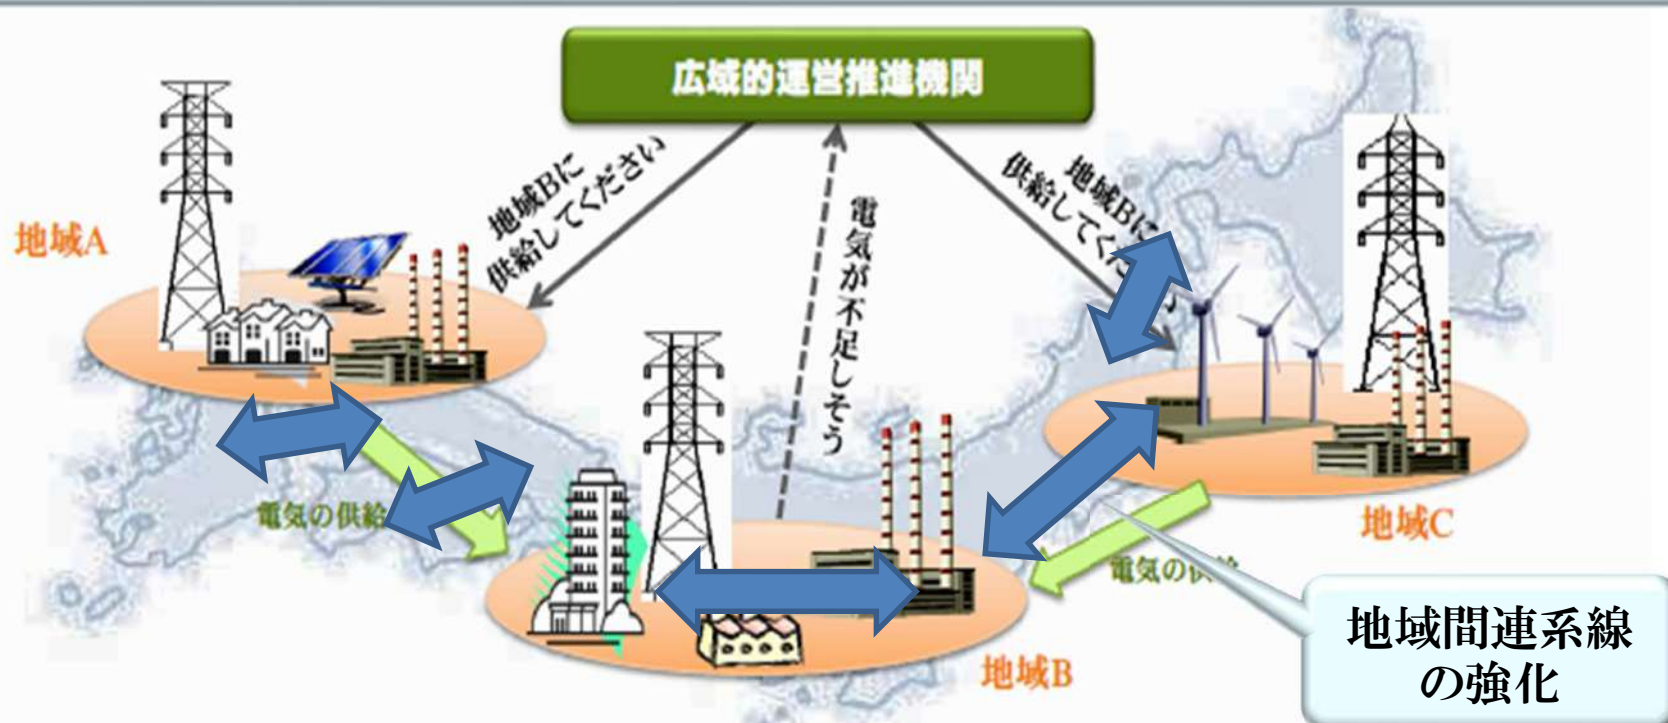 広域的運営推進機関
地域Bに
供給してください
電気が不足しそう
地域Bに
供給してくだ
地域A
電気の供給
地域C
電気の供
地域B
地域間連系線
の強化